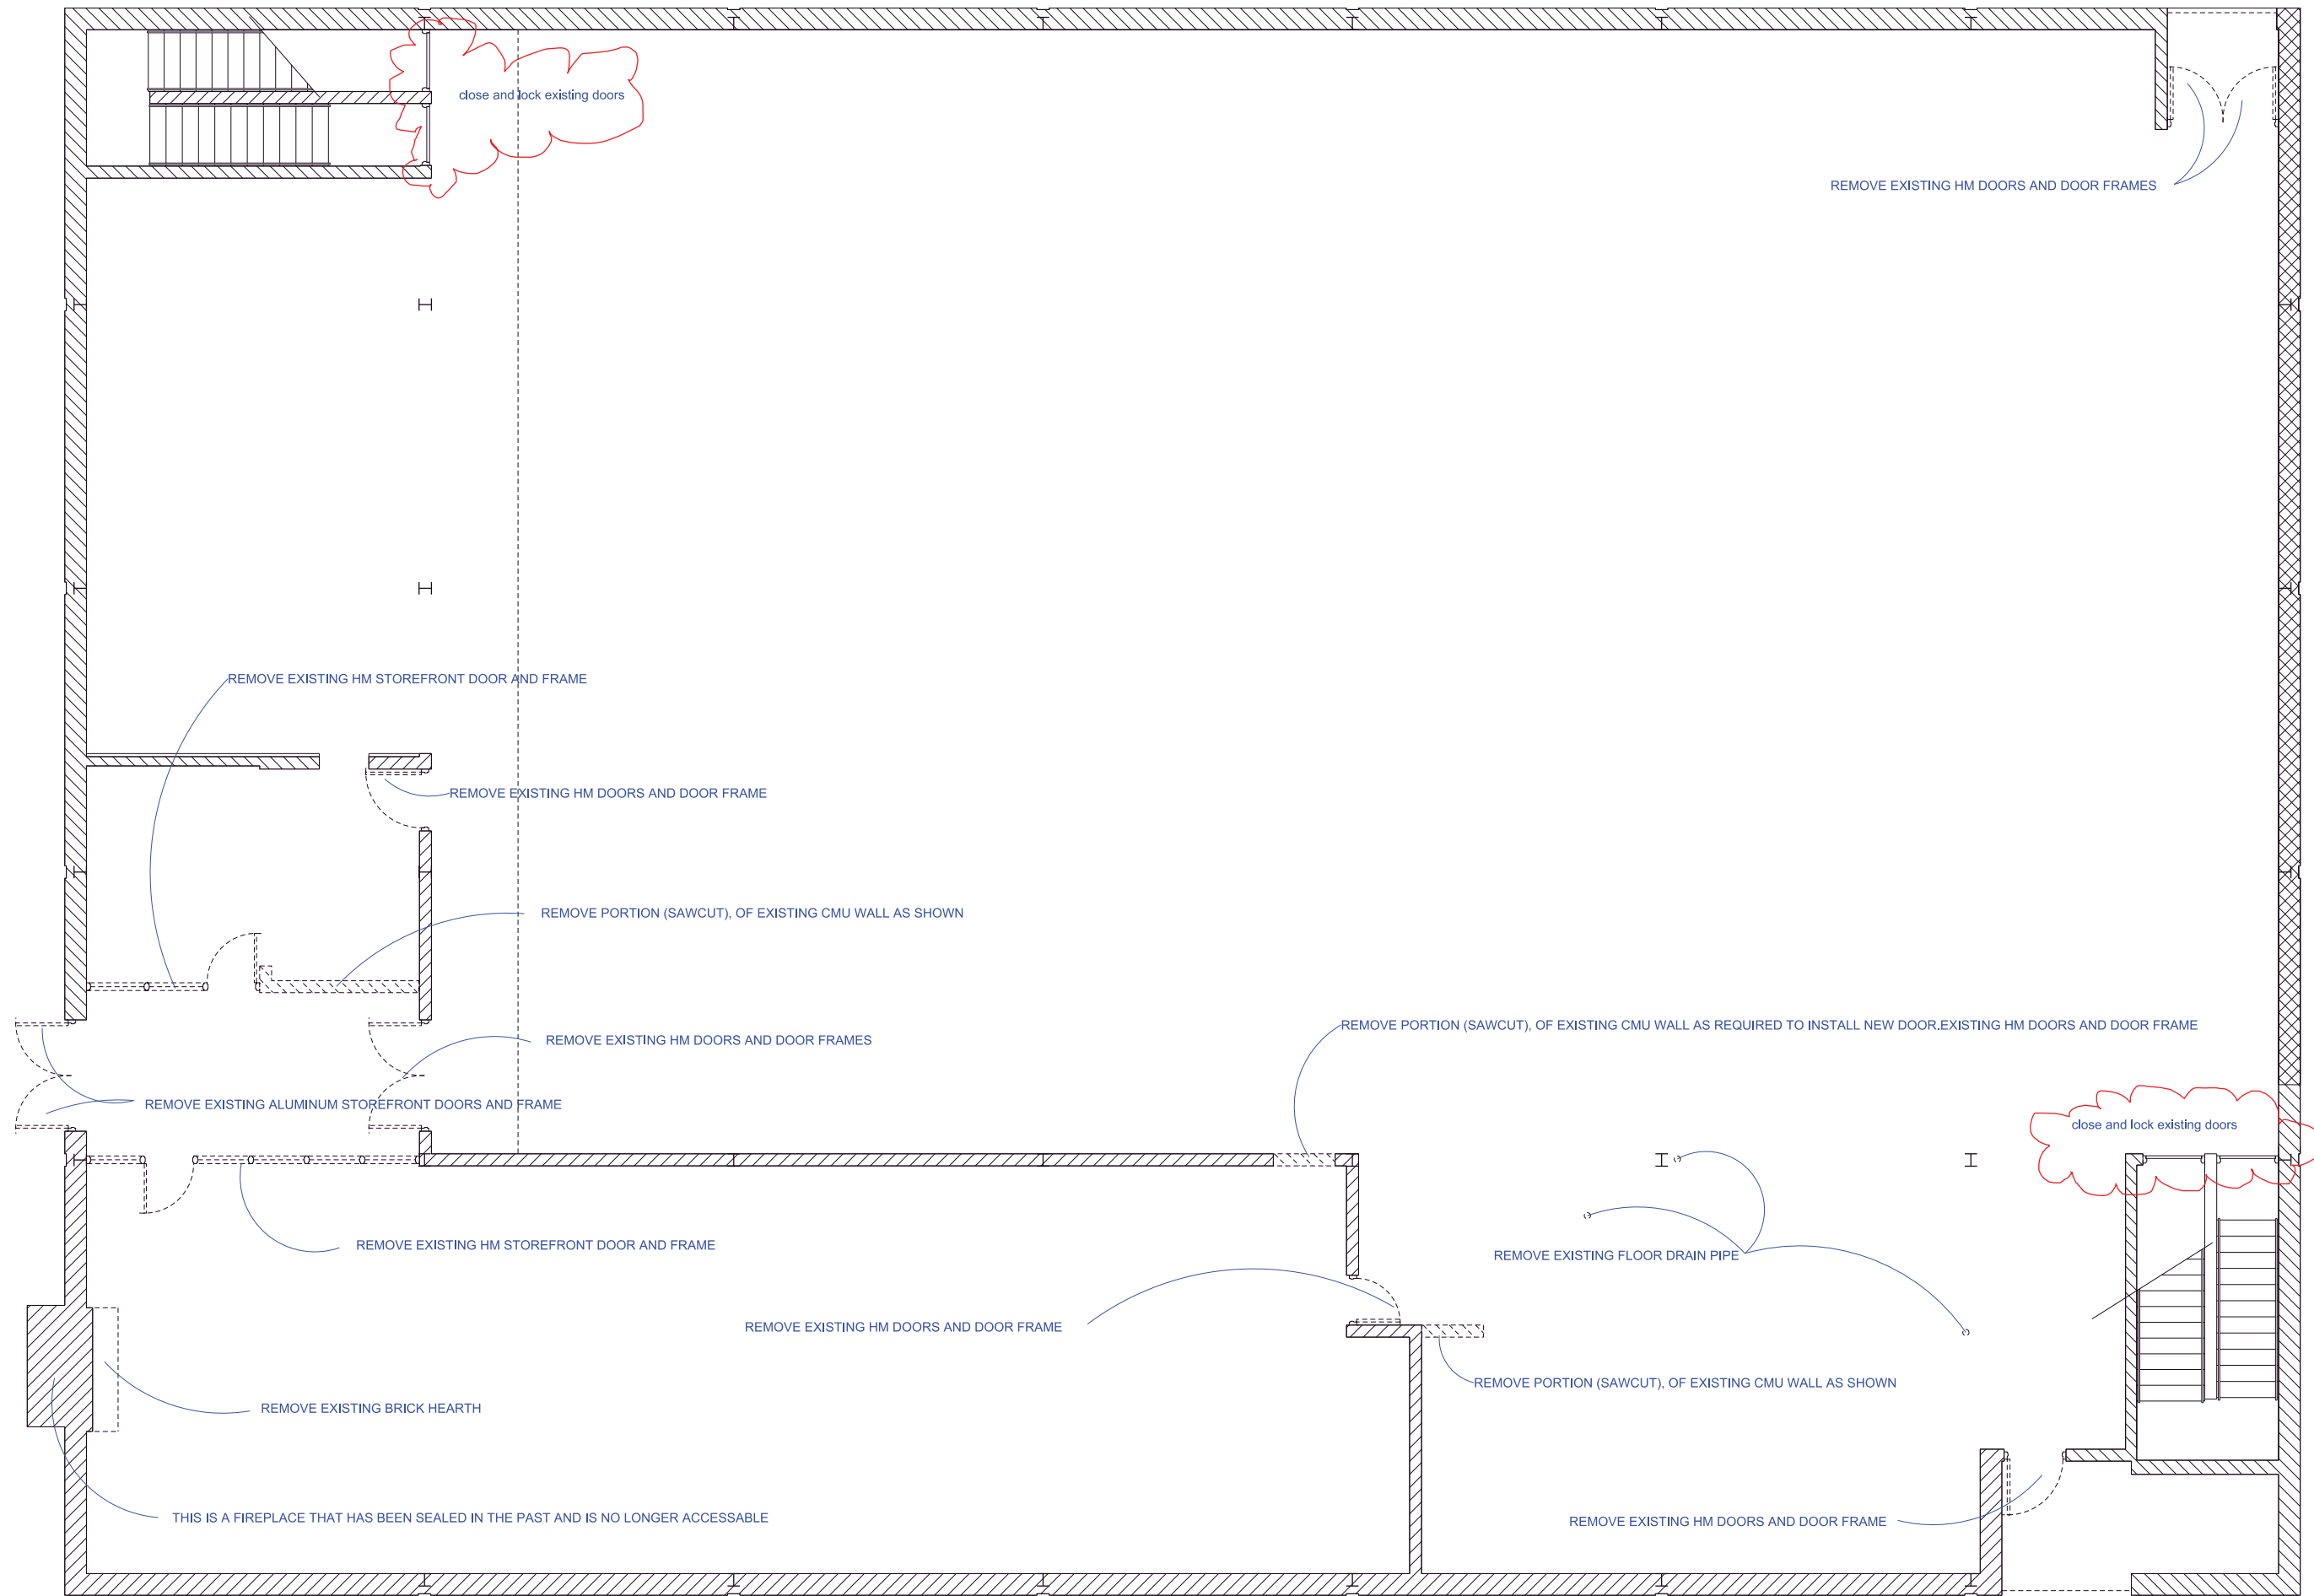 close and lock existing doors
REMOVE EXISTING HM DOORS AND DOOR FRAMES
REMOVE EXISTING HM STOREFRONT DOOR AND FRAME
REMOVE EXISTING HM DOORS AND DOOR FRAME
REMOVE PORTION (SAWCUT), OF EXISTING CMU WALL AS SHOWN
REMOVE PORTION (SAWCUT), OF EXISTING CMU WALL AS REQUIRED TO INSTALL NEW DOOR.EXISTING HM DOORS AND DOOR FRAME
REMOVE EXISTING HM DOORS AND DOOR FRAMES
REMOVE EXISTING ALUMINUM STOREFRONT DOORS AND FRAME
close and lock existing doors
REMOVE EXISTING HM STOREFRONT DOOR AND FRAME
REMOVE EXISTING FLOOR DRAIN PIPE
REMOVE EXISTING HM DOORS AND DOOR FRAME
REMOVE PORTION (SAWCUT), OF EXISTING CMU WALL AS SHOWN
REMOVE EXISTING BRICK HEARTH
THIS IS A FIREPLACE THAT HAS BEEN SEALED IN THE PAST AND IS NO LONGER ACCESSABLE
REMOVE EXISTING HM DOORS AND DOOR FRAME